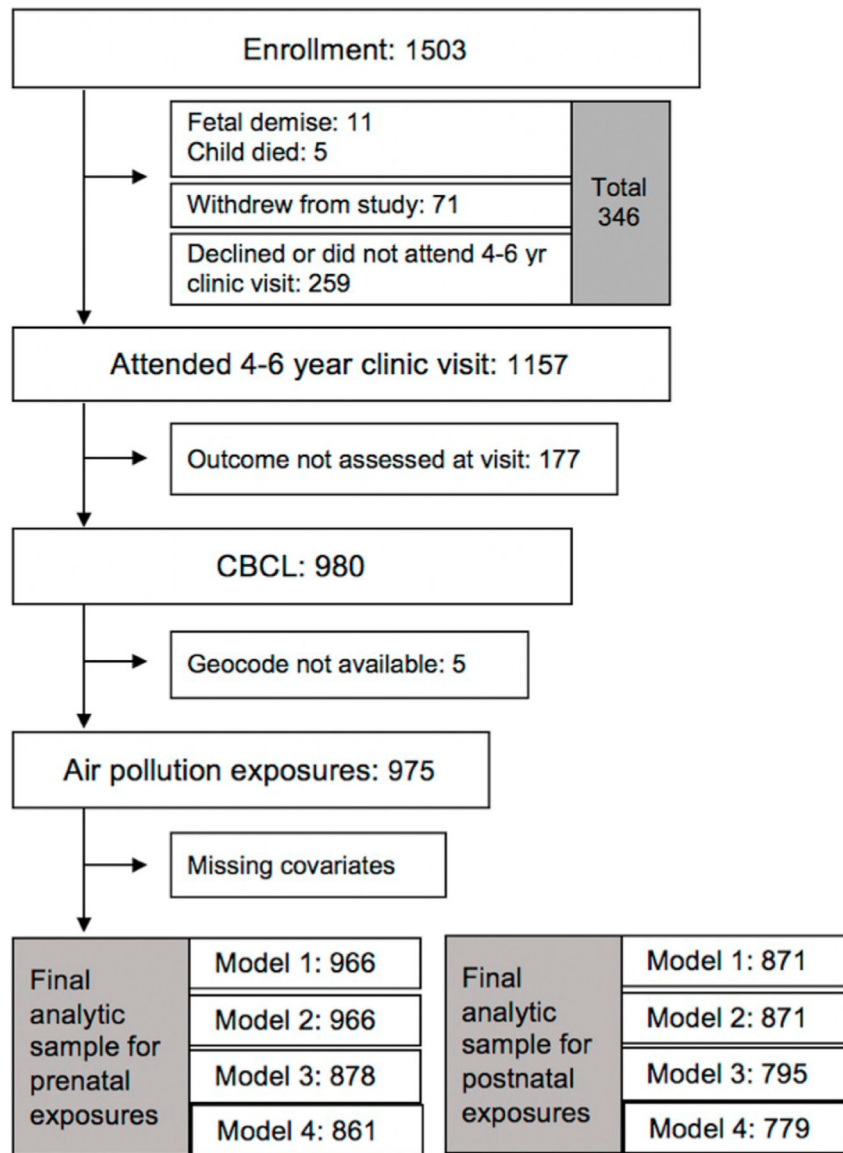 Enrollment: 1503
Fetal demise: 11
Child died: 5
Withdrew from study: 71
Declined or did not attend 4-6 yr
clinic visit: 259
Total
346
Attended 4-6 year clinic visit: 1157
Outcome not assessed at visit: 177
CBCL: 980
Geocode not available: 5
Air pollution exposures: 975
Missing covariates
Final
analytic
sample for
prenatal
exposures
Model 1: 966
Model 2: 966
Model 3: 878
Model 4: 861
Final
analytic
sample for
postnatal
exposures
Model 1: 871
Model 2: 871
Model 3: 795
Model 4: 779